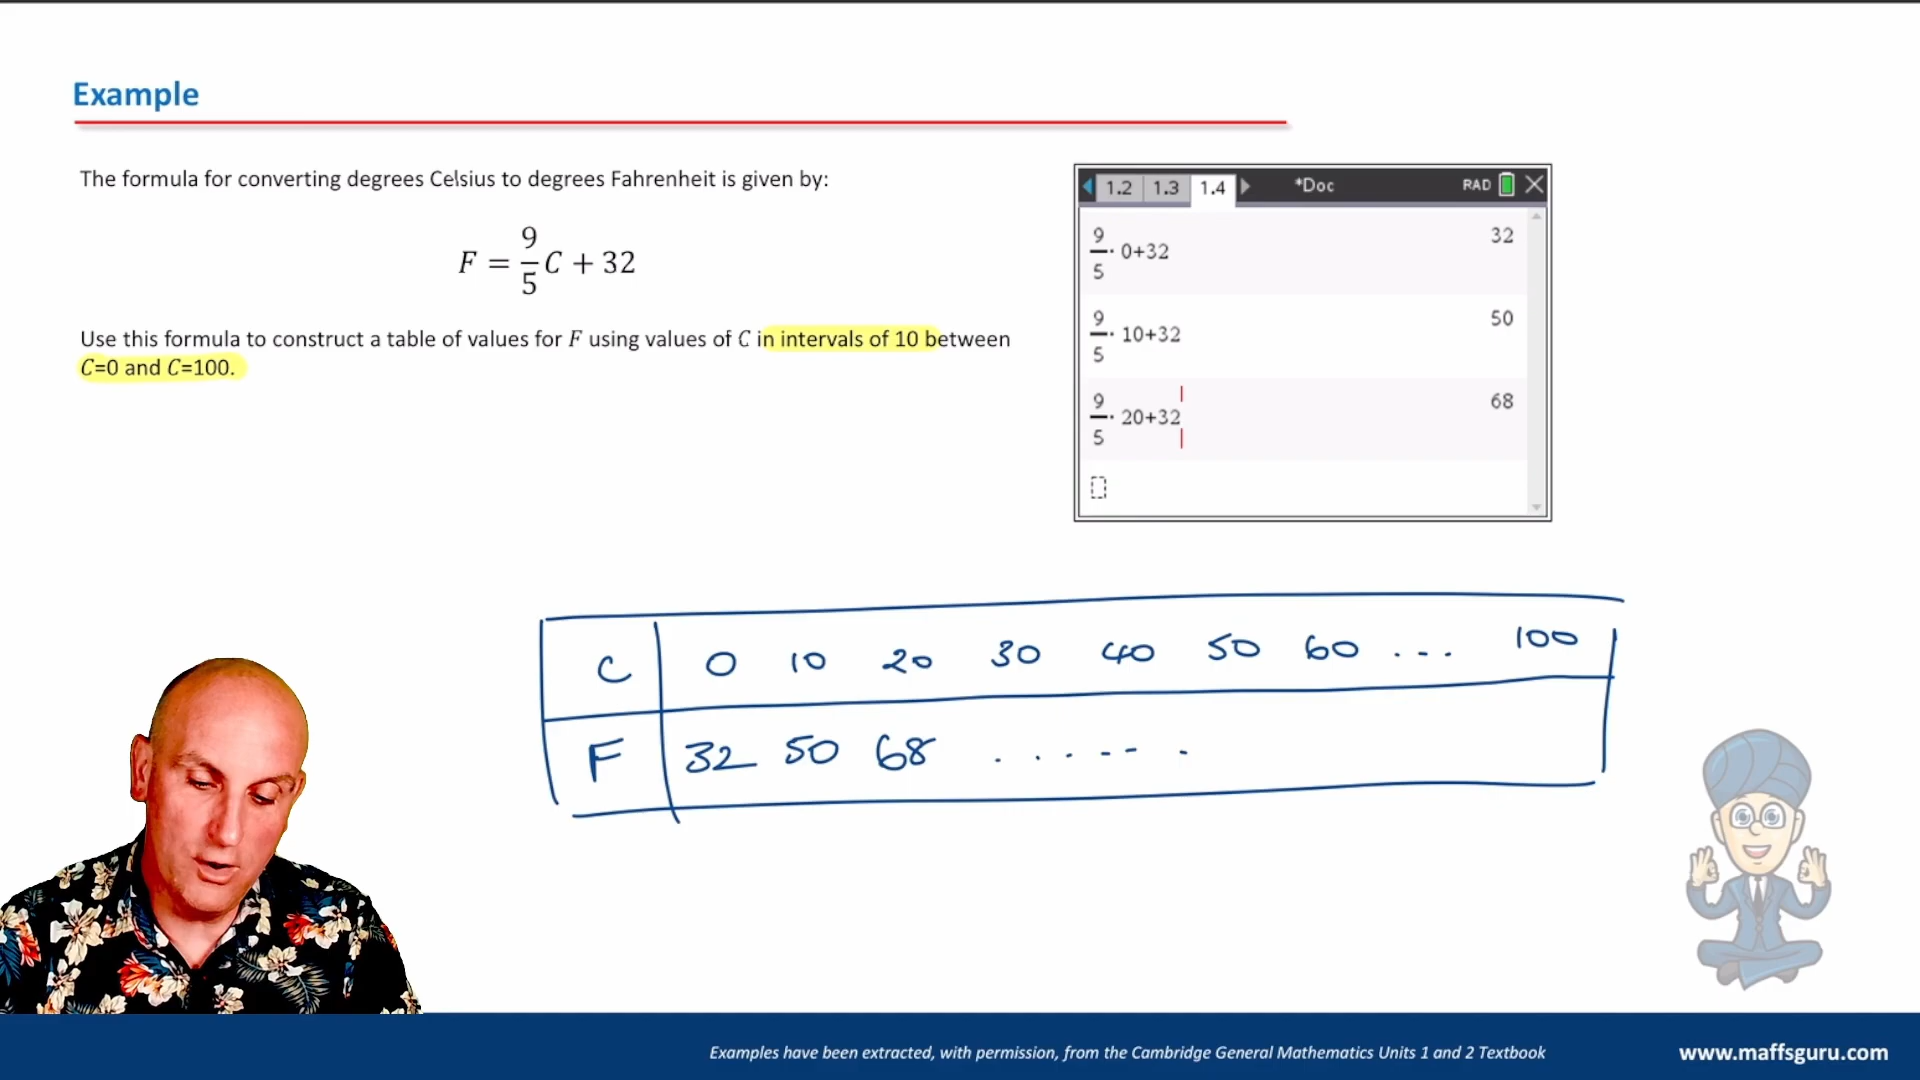 Example
The formula for converting degrees Celsius to degrees Fahrenheit is given by:
F = 9/5 C + 32
Use this formula to construct a table of values for F using values of C in intervals of 10 between
C=0 and C=100.
1.2 1.3 1.4 *Doc RAD
9/5 · 0+32 32
9/5 · 10+32 50
9/5 · 20+32 68
C 0 10 20 30 40 50 60 ... 100
F 32 50 68 . . . . -- .
Examples have been extracted, with permission, from the Cambridge General Mathematics Units 1 and 2 Textbook
www.maffsguru.com